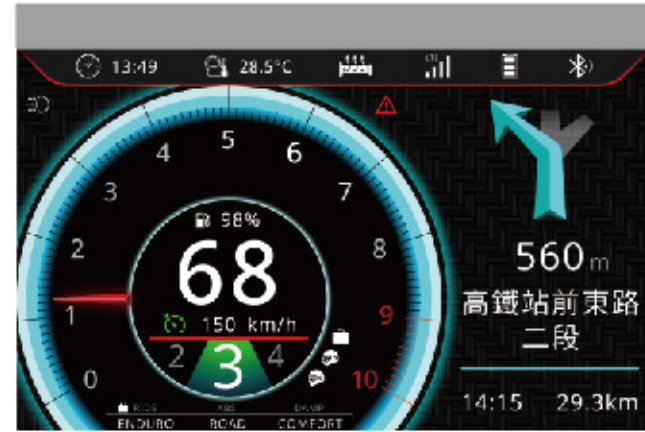 13:49 28.5°C LTE
5
4 6
3 7
98%
2 8
68
150 km/h
1 9
2 3 4
0 10
RIDE ABS DAMP
ENDURO ROAD COMFORT
560 m
高鐵站前東路
二段
14:15 29.3km